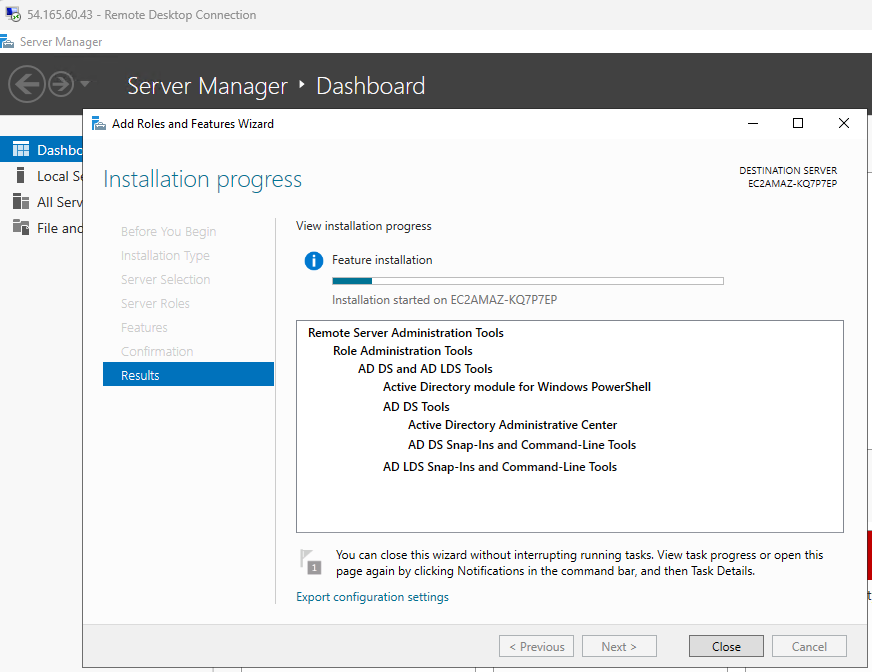 54.165.60.43 - Remote Desktop Connection
Server Manager
Server Manager ‣ Dashboard
Add Roles and Features Wizard
Installation progress
DESTINATION SERVER
EC2AMAZ-KQ7P7EP
Dashbo
Local Se
All Serv
File and
Before You Begin
Installation Type
Server Selection
Server Roles
Features
Confirmation
Results
View installation progress
Feature installation
Installation started on EC2AMAZ-KQ7P7EP
Remote Server Administration Tools
Role Administration Tools
AD DS and AD LDS Tools
Active Directory module for Windows PowerShell
AD DS Tools
Active Directory Administrative Center
AD DS Snap-Ins and Command-Line Tools
AD LDS Snap-Ins and Command-Line Tools
1
You can close this wizard without interrupting running tasks. View task progress or open this
page again by clicking Notifications in the command bar, and then Task Details.
Export configuration settings
< Previous
Next >
Close
Cancel